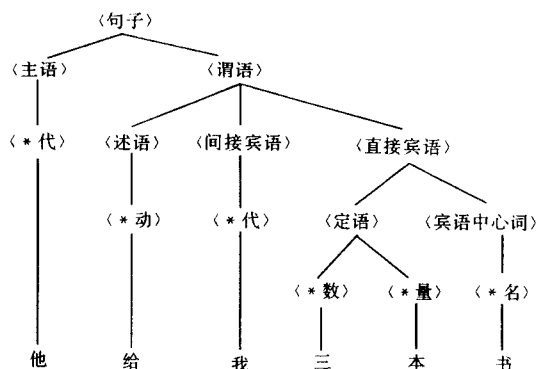 〈句子〉
〈主语〉 〈谓语〉
〈*代〉 〈述语〉 〈间接宾语〉 〈直接宾语〉
〈*动〉 〈*代〉 〈定语〉 〈宾语中心词〉
〈*数〉 〈*量〉 〈*名〉
他 给 我 三 本 书